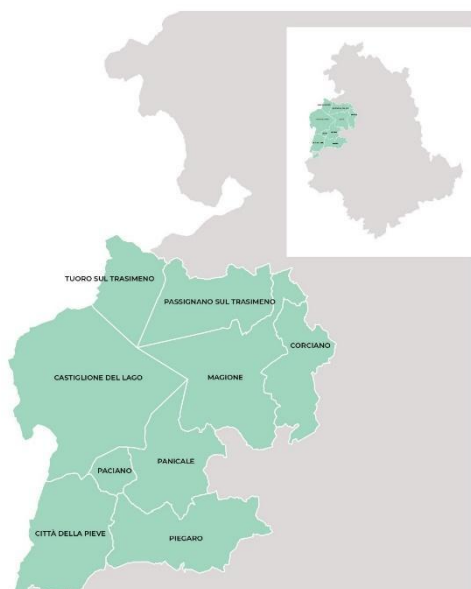 TUORO SUL TRASIMENO
PASSIGNANO SUL TRASIMENO
CORCIANO
CASTIGLIONE DEL LAGO
MAGIONE
PANICALE
PACIANO
CITTÀ DELLA PIEVE
PIEGARO